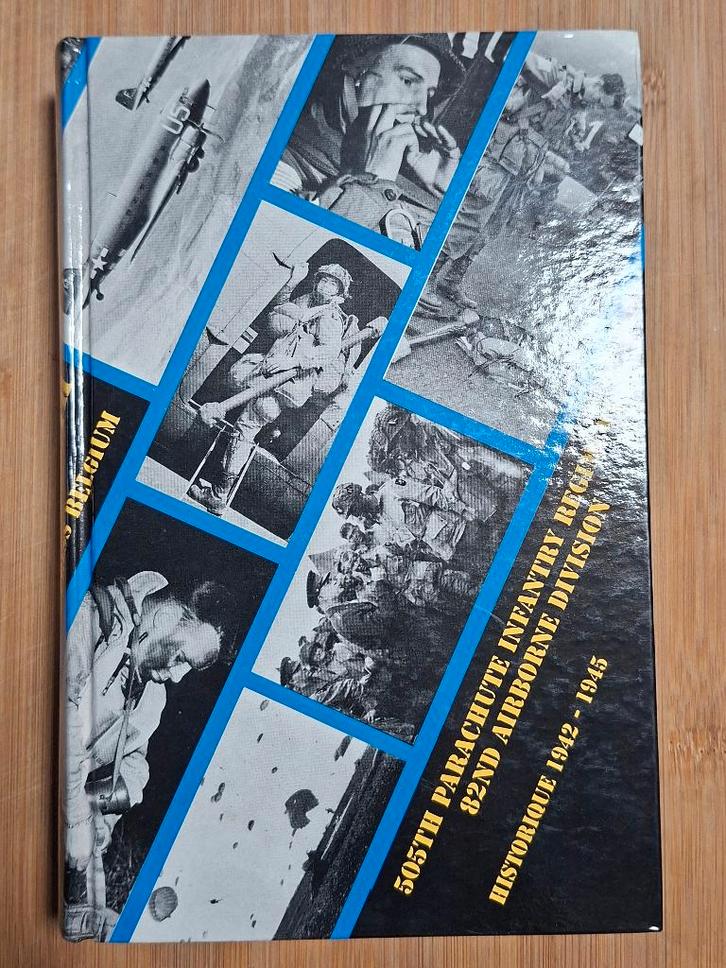 505TH PARACHUTE INFANTRY
82ND AIRBORNE DIVISION
HISTORIQUE 1942 - 1945
BELGIUM